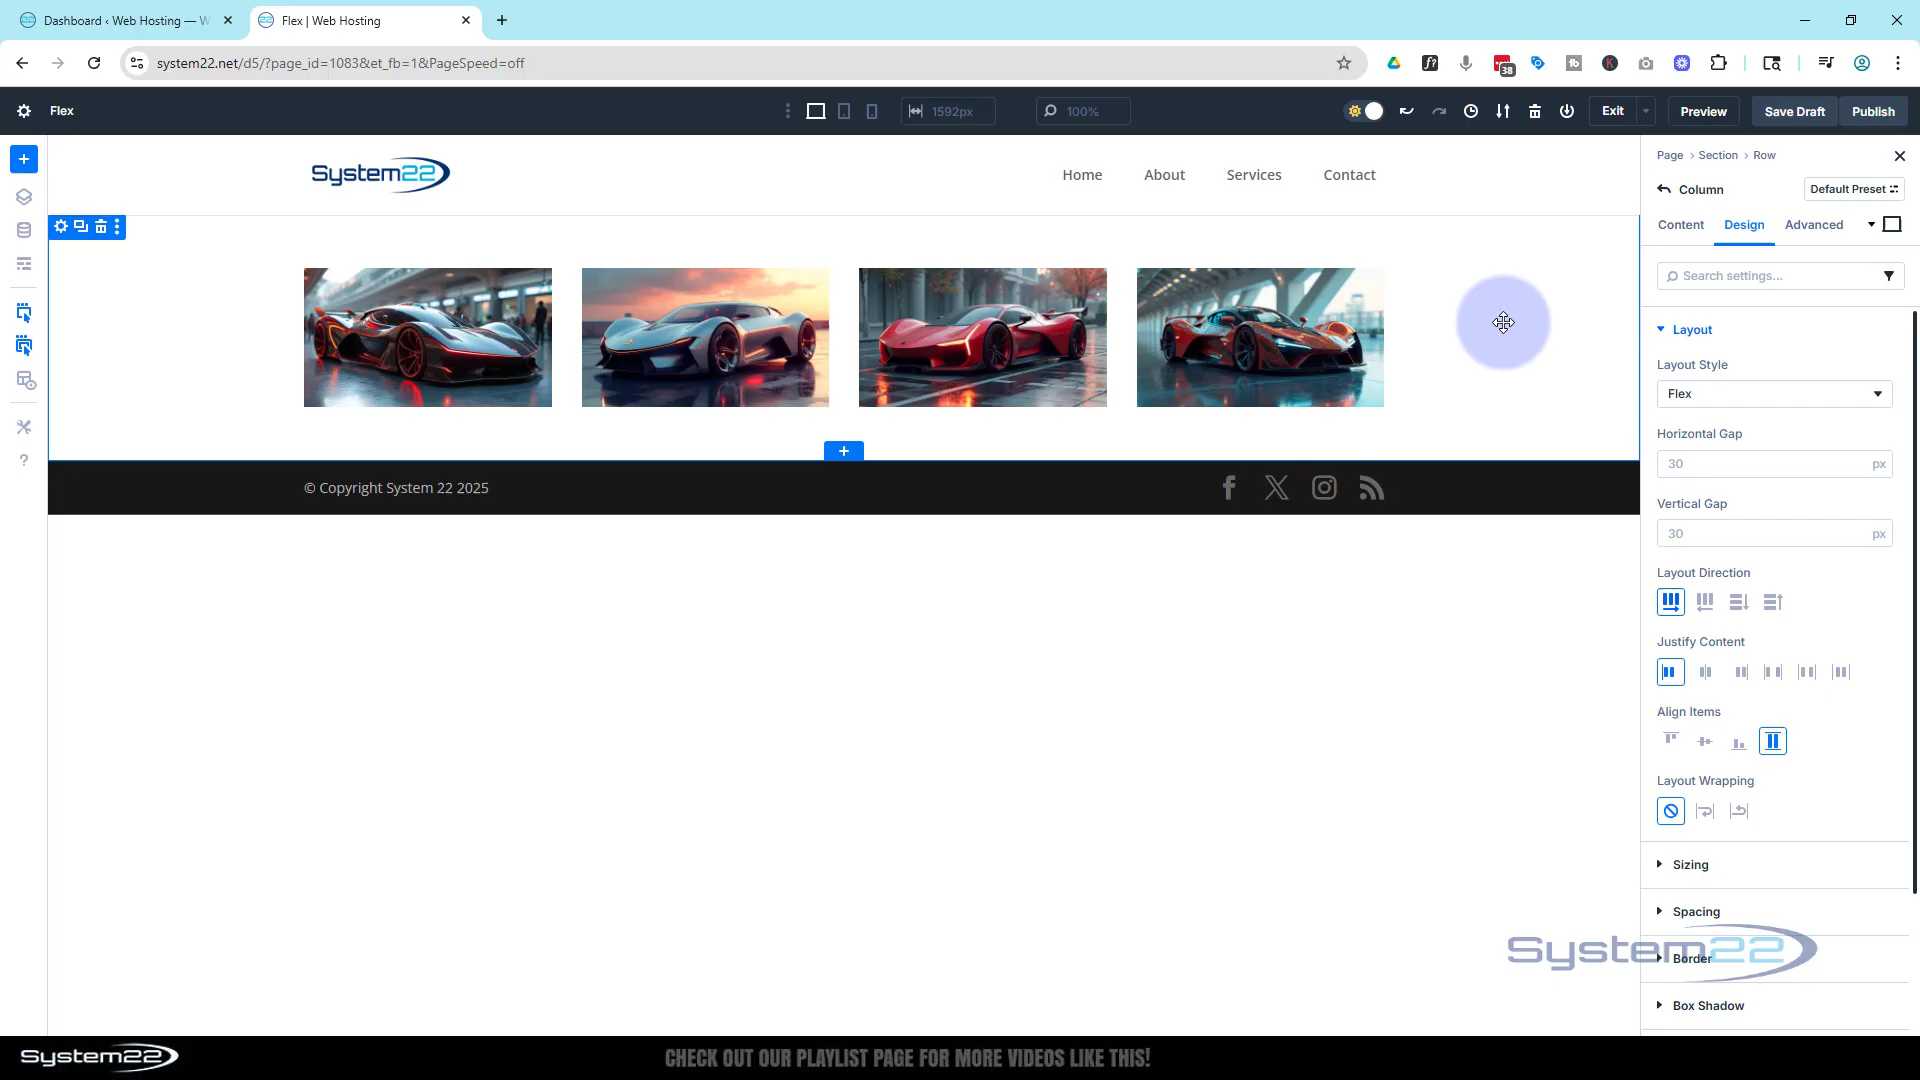 Dashboard ‹ Web Hosting — W
Flex | Web Hosting
system22.net/d5/?page_id=1083&et_fb=1&PageSpeed=off
38
Flex
1592px
100%
Exit
Preview
Save Draft
Publish
System22
Home
About
Services
Contact
Page › Section › Row
Column
Default Preset
Content
Design
Advanced
Search settings...
Layout
Layout Style
Flex
Horizontal Gap
30
px
Vertical Gap
30
px
Layout Direction
Justify Content
Align Items
Layout Wrapping
Sizing
Spacing
Border
Box Shadow
© Copyright System 22 2025
System22
System22
CHECK OUT OUR PLAYLIST PAGE FOR MORE VIDEOS LIKE THIS!